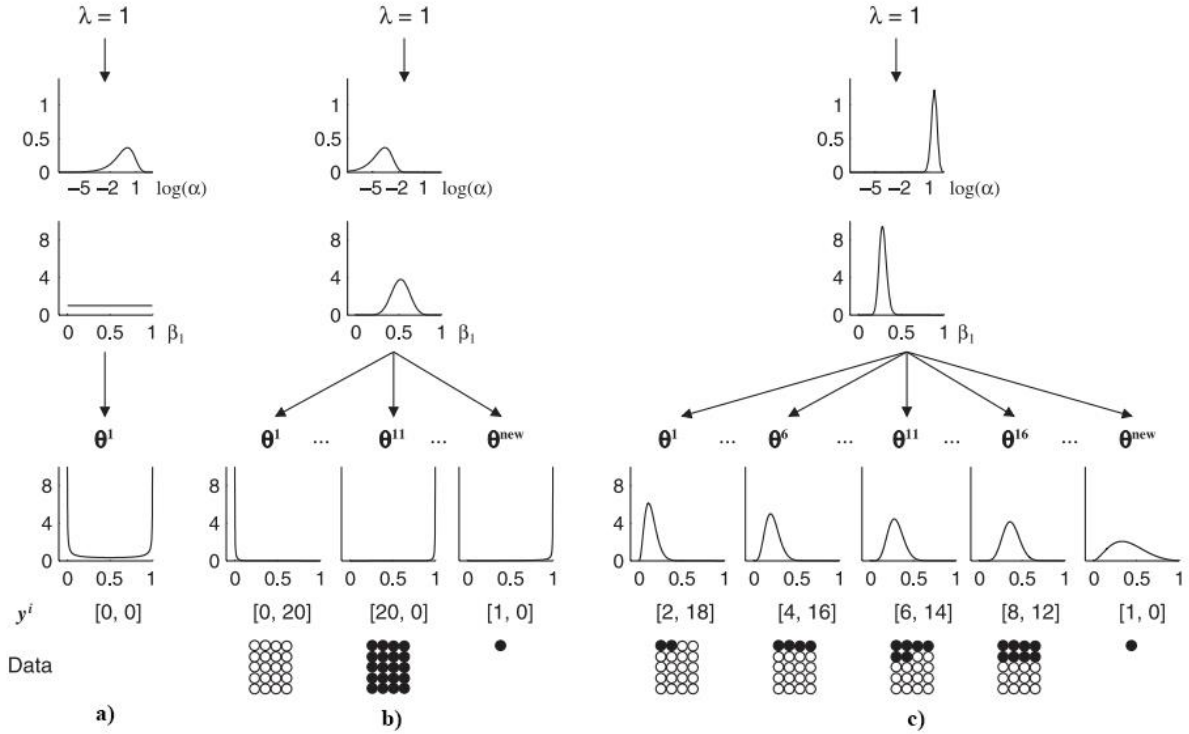 λ = 1 λ = 1 λ = 1
1 1 1
0.5 0.5 0.5
0 0 0
−5 −2 1 log(α) −5 −2 1 log(α) −5 −2 1 log(α)
8 8 8
4 4 4
0 0 0
0 0.5 1 β₁ 0 0.5 1 β₁ 0 0.5 1 β₁
θ¹ θ¹ ... θ¹¹ ... θⁿᵉʷ θ¹ ... θ⁶ ... θ¹¹ ... θ¹⁶ ... θⁿᵉʷ
8 8 8
4 4 4
0 0 0
0 0.5 1 0 0.5 1 0 0.5 1 0 0.5 1 0 0.5 1 0 0.5 1 0 0.5 1 0 0.5 1 0 0.5 1
yⁱ [0, 0] [0, 20] [20, 0] [1, 0] [2, 18] [4, 16] [6, 14] [8, 12] [1, 0]
Data
a) b) c)